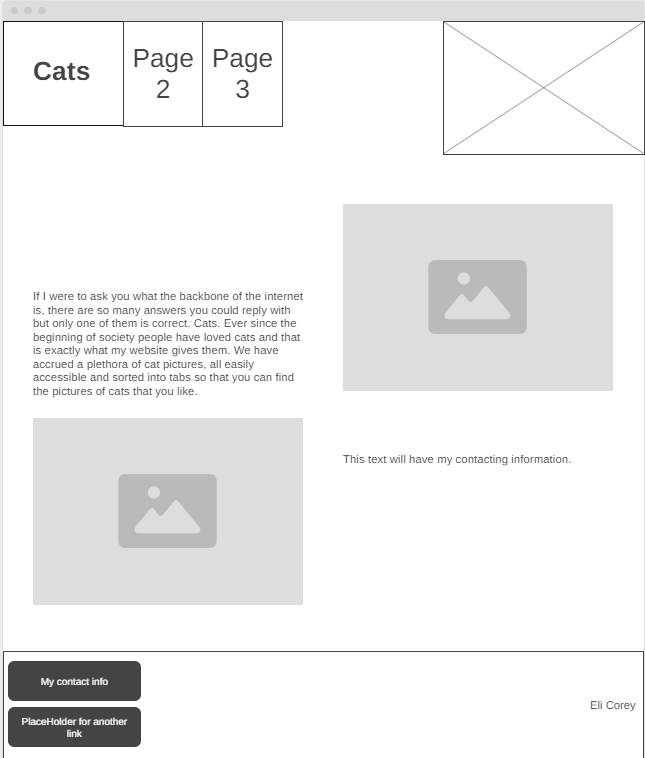 Cats
Page
2
Page
3
If I were to ask you what the backbone of the internet
is, there are so many answers you could reply with
but only one of them is correct. Cats. Ever since the
beginning of society people have loved cats and that
is exactly what my website gives them. We have
accrued a plethora of cat pictures, all easily
accessible and sorted into tabs so that you can find
the pictures of cats that you like.
This text will have my contacting information.
My contact info
PlaceHolder for another
link
Eli Corey